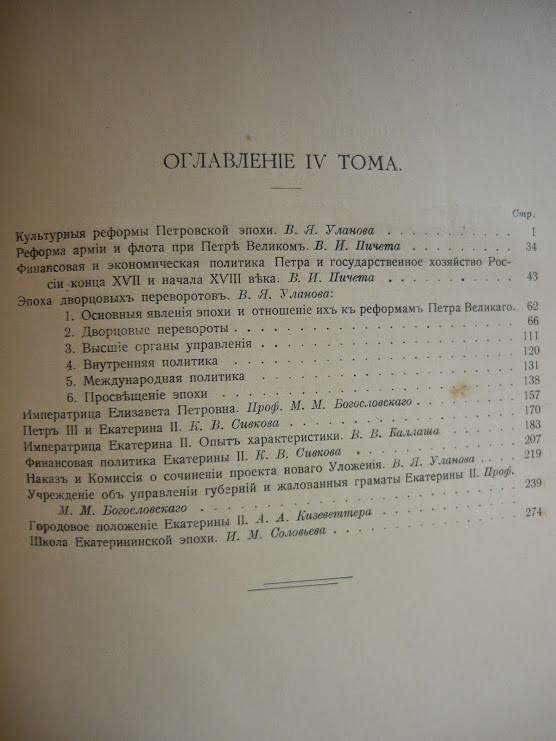 ОГЛАВЛЕНІЕ IV ТОМА.
Стр.
Культурныя реформы Петровской эпохи. В. Я. Уланова . . . . . . . . . 1
Реформа арміи и флота при Петрѣ Великомъ. В. И. Пичета . . . . . . . . 34
Финансовая и экономическая политика Петра и государственное хозяйство Рос-
сіи конца XVII и начала XVIII вѣка. В. И. Пичета . . . . . . . . 43
Эпоха дворцовыхъ переворотовъ. В. Я. Уланова:
1. Основныя явленія эпохи и отношеніе ихъ къ реформамъ Петра Великаго. 62
2. Дворцовые перевороты . . . . . . . . . . . . 66
3. Высшіе органы управленія . . . . . . . . . . . . 111
4. Внутренняя политика . . . . . . . . . . . . 120
5. Международная политика . . . . . . . . . . . . 131
6. Просвѣщеніе эпохи . . . . . . . . . . . . 138
Императрица Елизавета Петровна. Проф. М. М. Богословскаго . . . . . . . 157
Петръ III и Екатерина II. К. В. Сивкова . . . . . . . . . . 170
Императрица Екатерина II. Опытъ характеристики. В. В. Каллаша . . . . . . 183
Финансовая политика Екатерины II. К. В. Сивкова . . . . . . . . 207
Наказъ и Комиссія о сочиненіи проекта новаго Уложенія. В. Я. Уланова . . . 219
Учрежденіе объ управленіи губерній и жалованныя граматы Екатерины II. Проф.
М. М. Богословскаго . . . . . . . . . . . . 239
Городовое положеніе Екатерины II. А. А. Кизеветтера . . . . . . . .
Школа Екатерининской эпохи. И. М. Соловьева . . . . . . . . . 274